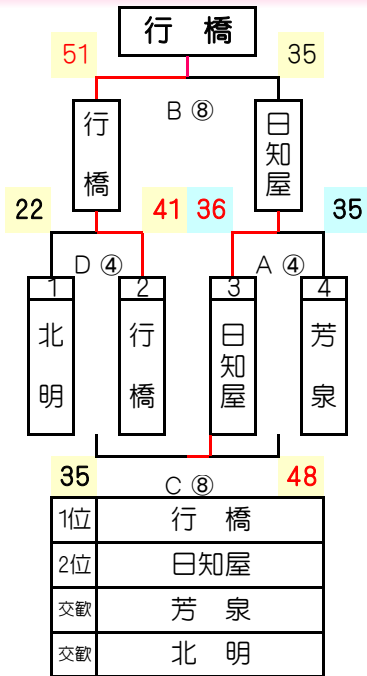 行 橋
51 35
B ⑧
行橋 日知屋
22 41 36 35
D ④ A ④
1 2 3 4
北明 行橋 日知屋 芳泉
35 48
C ⑧
1位 行 橋
2位 日知屋
交歓 芳 泉
交歓 北 明